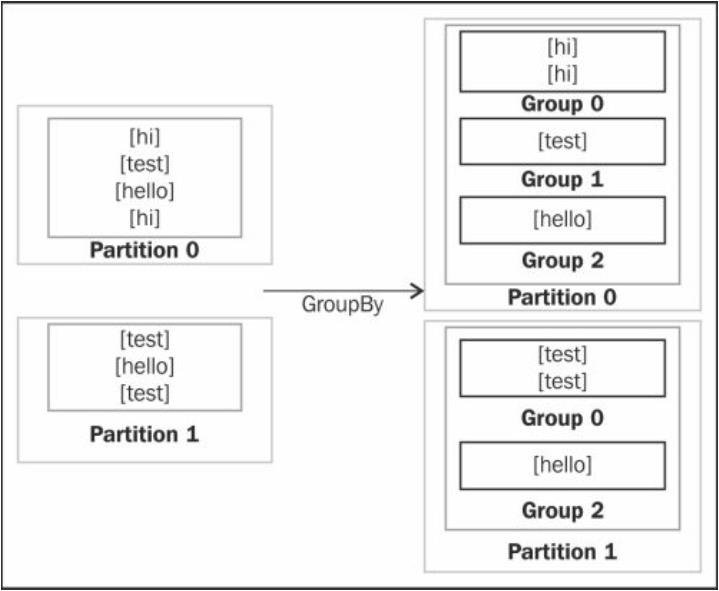 [hi]
[test]
[hello]
[hi]
Partition 0
[test]
[hello]
[test]
Partition 1
GroupBy
[hi]
[hi]
Group 0
[test]
Group 1
[hello]
Group 2
Partition 0
[test]
[test]
Group 0
[hello]
Group 2
Partition 1